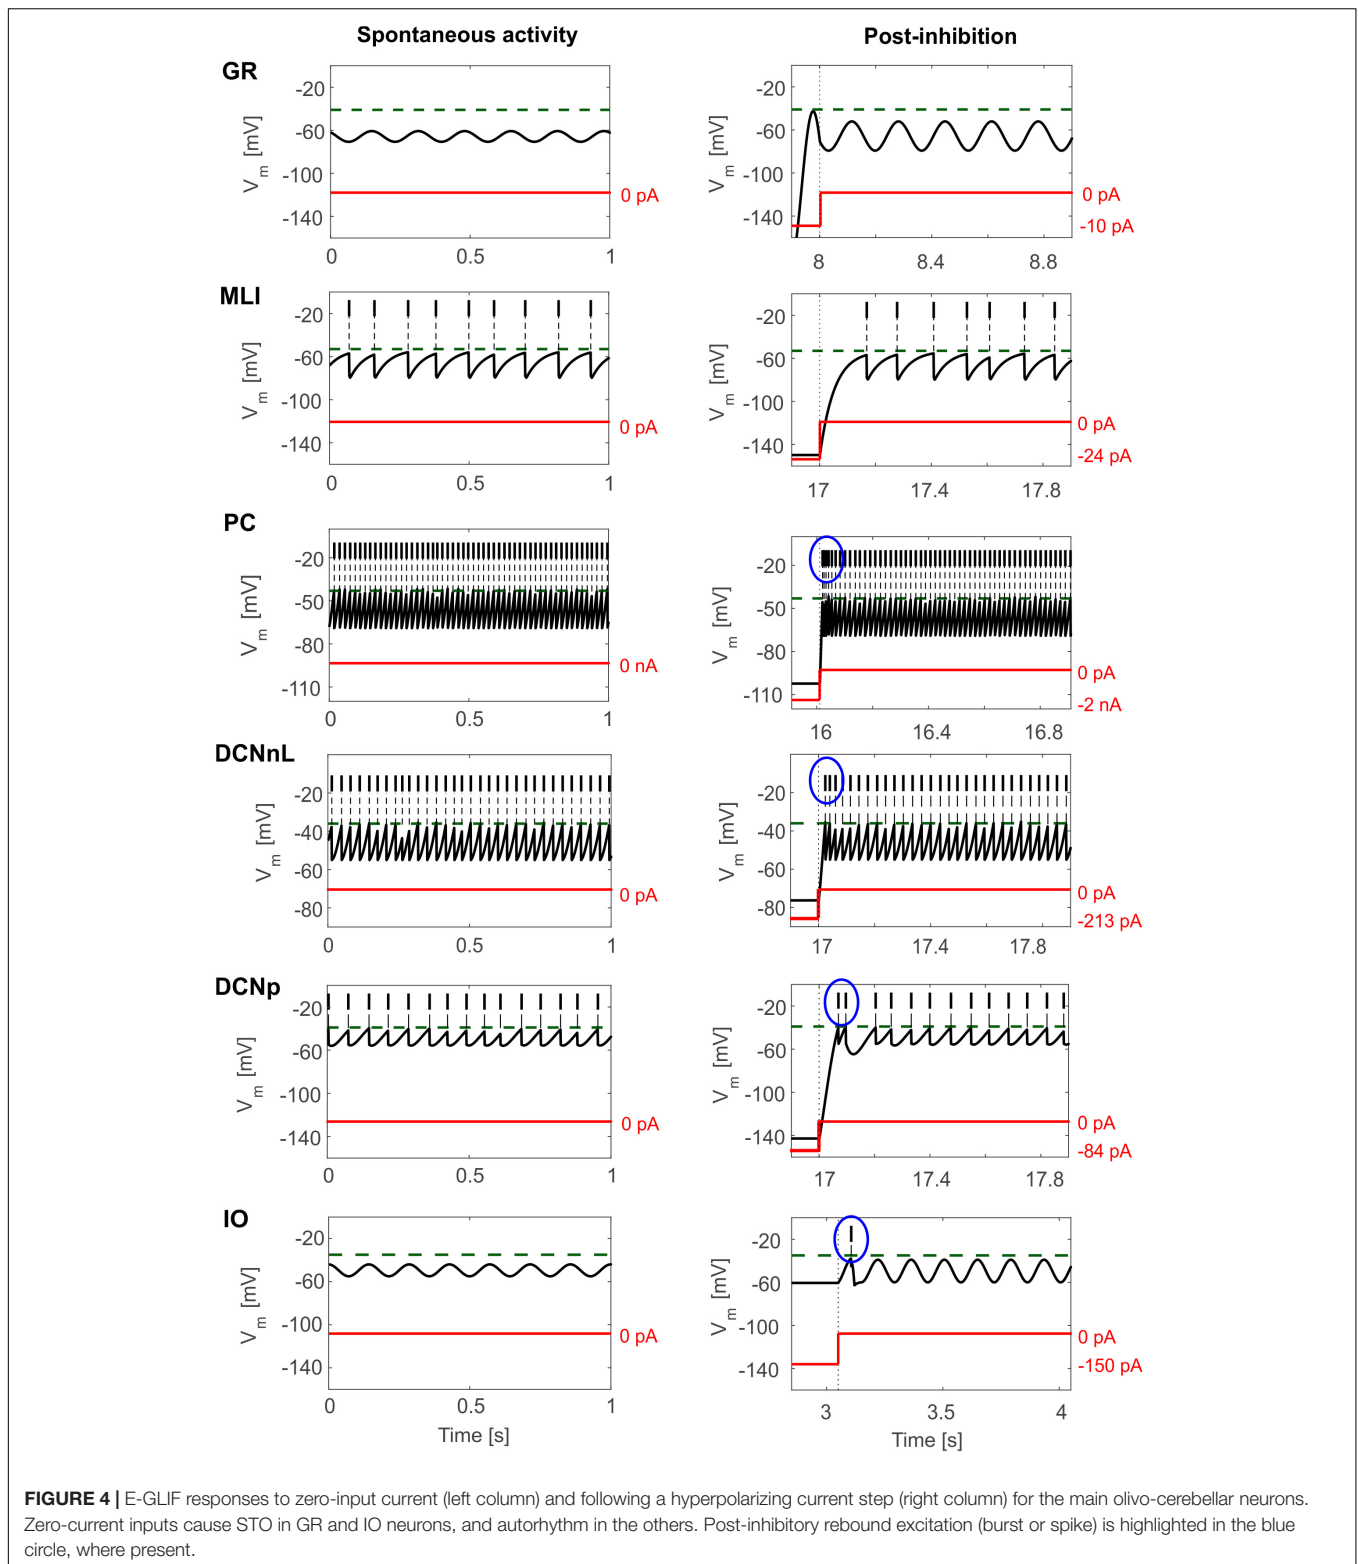 Spontaneous activity
Post-inhibition
GR
-20
-60
-100
-140
V_m [mV]
0 pA
0
0.5
1
-20
-60
-100
-140
V_m [mV]
0 pA
-10 pA
8
8.4
8.8
MLI
-20
-60
-100
-140
V_m [mV]
0 pA
0
0.5
1
-20
-60
-100
-140
V_m [mV]
0 pA
-24 pA
17
17.4
17.8
PC
-20
-50
-80
-110
V_m [mV]
0 nA
0
0.5
1
-20
-50
-80
-110
V_m [mV]
0 pA
-2 nA
16
16.4
16.8
DCNnL
-20
-40
-60
-80
V_m [mV]
0 pA
0
0.5
1
-20
-40
-60
-80
V_m [mV]
0 pA
-213 pA
17
17.4
17.8
DCNp
-20
-60
-100
-140
V_m [mV]
0 pA
0
0.5
1
-20
-60
-100
-140
V_m [mV]
0 pA
-84 pA
17
17.4
17.8
IO
-20
-60
-100
-140
V_m [mV]
0 pA
0
0.5
1
Time [s]
-20
-60
-100
-140
V_m [mV]
0 pA
-150 pA
3
3.5
4
Time [s]
FIGURE 4 | E-GLIF responses to zero-input current (left column) and following a hyperpolarizing current step (right column) for the main olivo-cerebellar neurons.
Zero-current inputs cause STO in GR and IO neurons, and autorhythm in the others. Post-inhibitory rebound excitation (burst or spike) is highlighted in the blue
circle, where present.